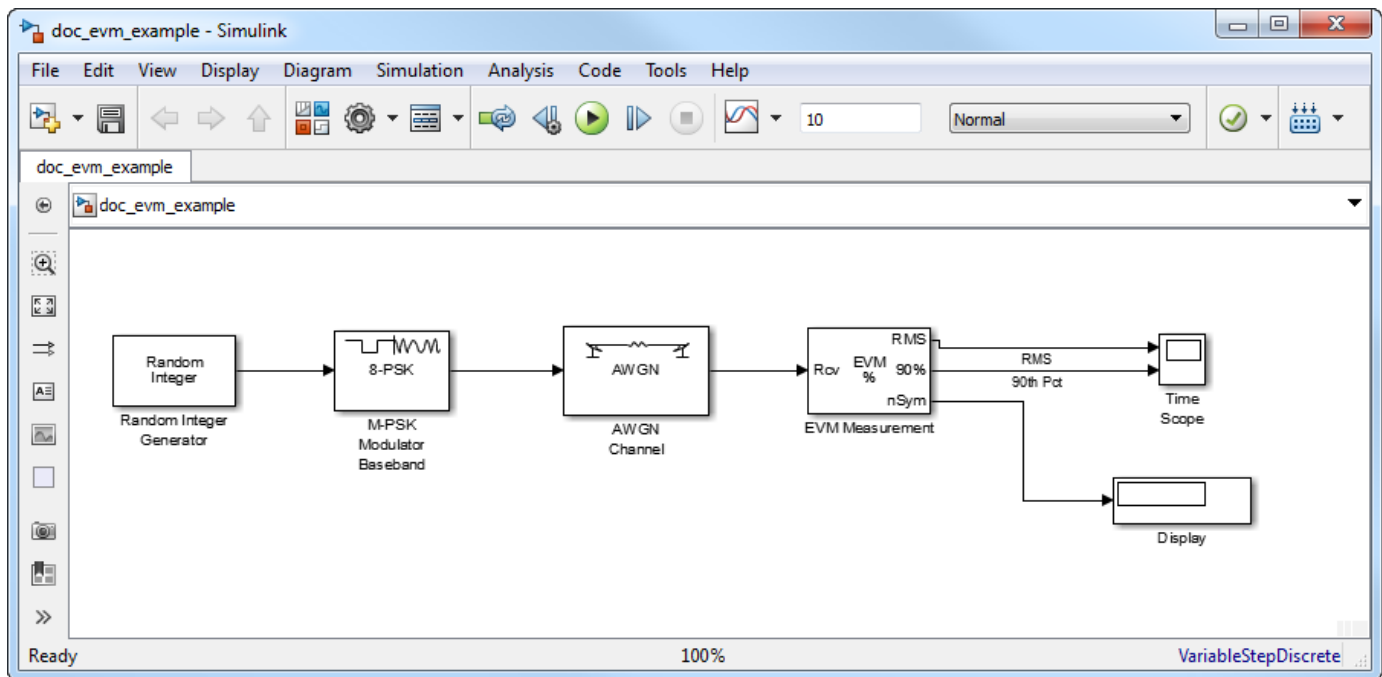 doc_evm_example - Simulink
File Edit View Display Diagram Simulation Analysis Code Tools Help
10 Normal
doc_evm_example
doc_evm_example
Random
Integer
Random Integer
Generator
8-PSK
M-PSK
Modulator
Baseband
AWGN
AWGN
Channel
Rcv EVM % RMS 90% nSym
EVM Measurement
RMS
90th Pct
Time
Scope
Display
Ready 100% VariableStepDiscrete